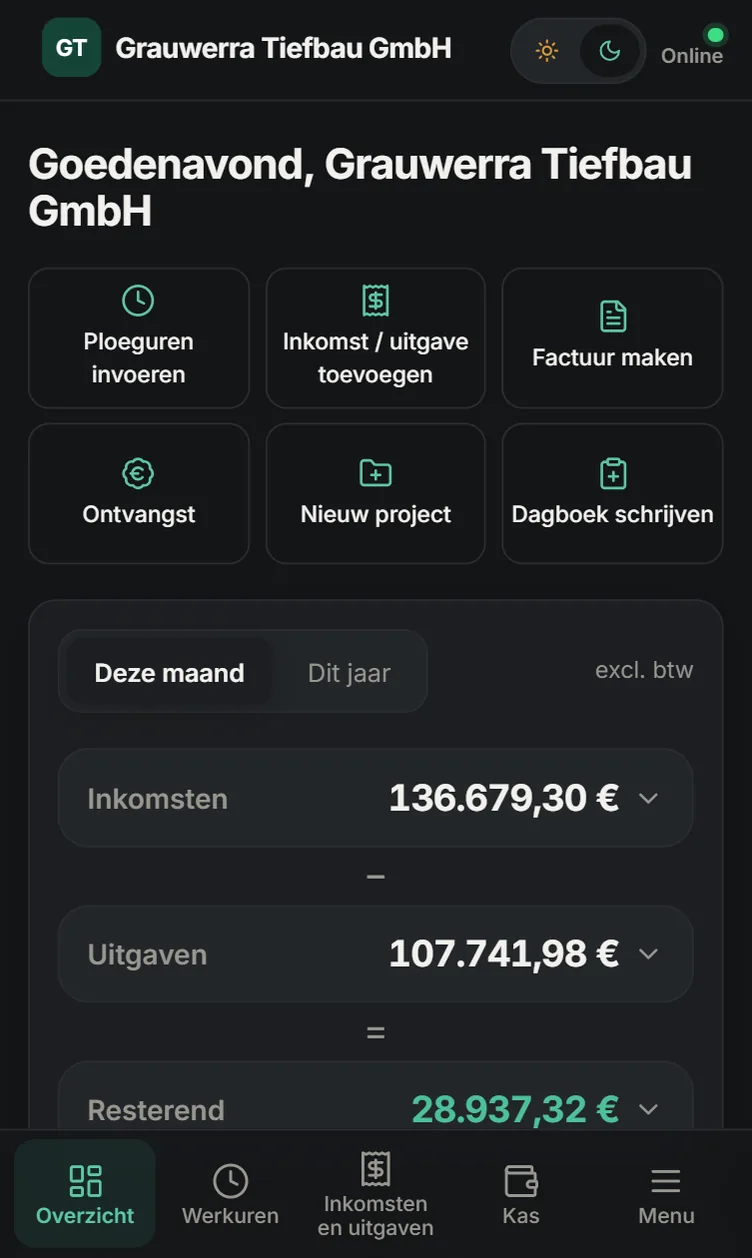 GT Grauwerra Tiefbau GmbH
Online
Goedenavond, Grauwerra Tiefbau
GmbH
Ploeguren
invoeren
Inkomst / uitgave
toevoegen
Factuur maken
Ontvangst
Nieuw project
Dagboek schrijven
Deze maand
Dit jaar
excl. btw
Inkomsten 136.679,30 €
–
Uitgaven 107.741,98 €
=
Resterend 28.937,32 €
Overzicht
Werkuren
Inkomsten
en uitgaven
Kas
Menu